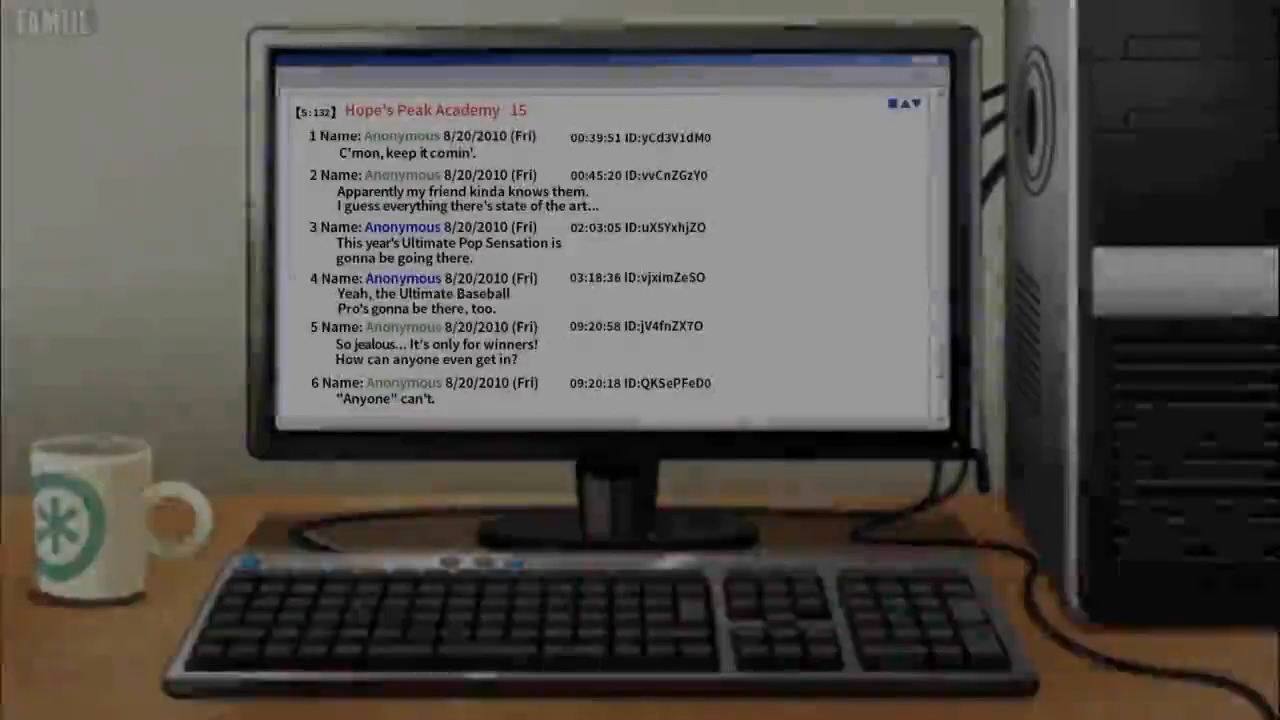 【5:132】 Hope's Peak Academy 15
1 Name: Anonymous 8/20/2010 (Fri) 00:39:51 ID:yCd3V1dM0
C'mon, keep it comin'.
2 Name: Anonymous 8/20/2010 (Fri) 00:45:20 ID:vvCnZGzY0
Apparently my friend kinda knows them.
I guess everything there's state of the art...
3 Name: Anonymous 8/20/2010 (Fri) 02:03:05 ID:uX5YxhjZO
This year's Ultimate Pop Sensation is
gonna be going there.
4 Name: Anonymous 8/20/2010 (Fri) 03:18:36 ID:vjximZeSO
Yeah, the Ultimate Baseball
Pro's gonna be there, too.
5 Name: Anonymous 8/20/2010 (Fri) 09:20:58 ID:jV4fnZX7O
So jealous... It's only for winners!
How can anyone even get in?
6 Name: Anonymous 8/20/2010 (Fri) 09:20:18 ID:QKSePFeD0
"Anyone" can't.